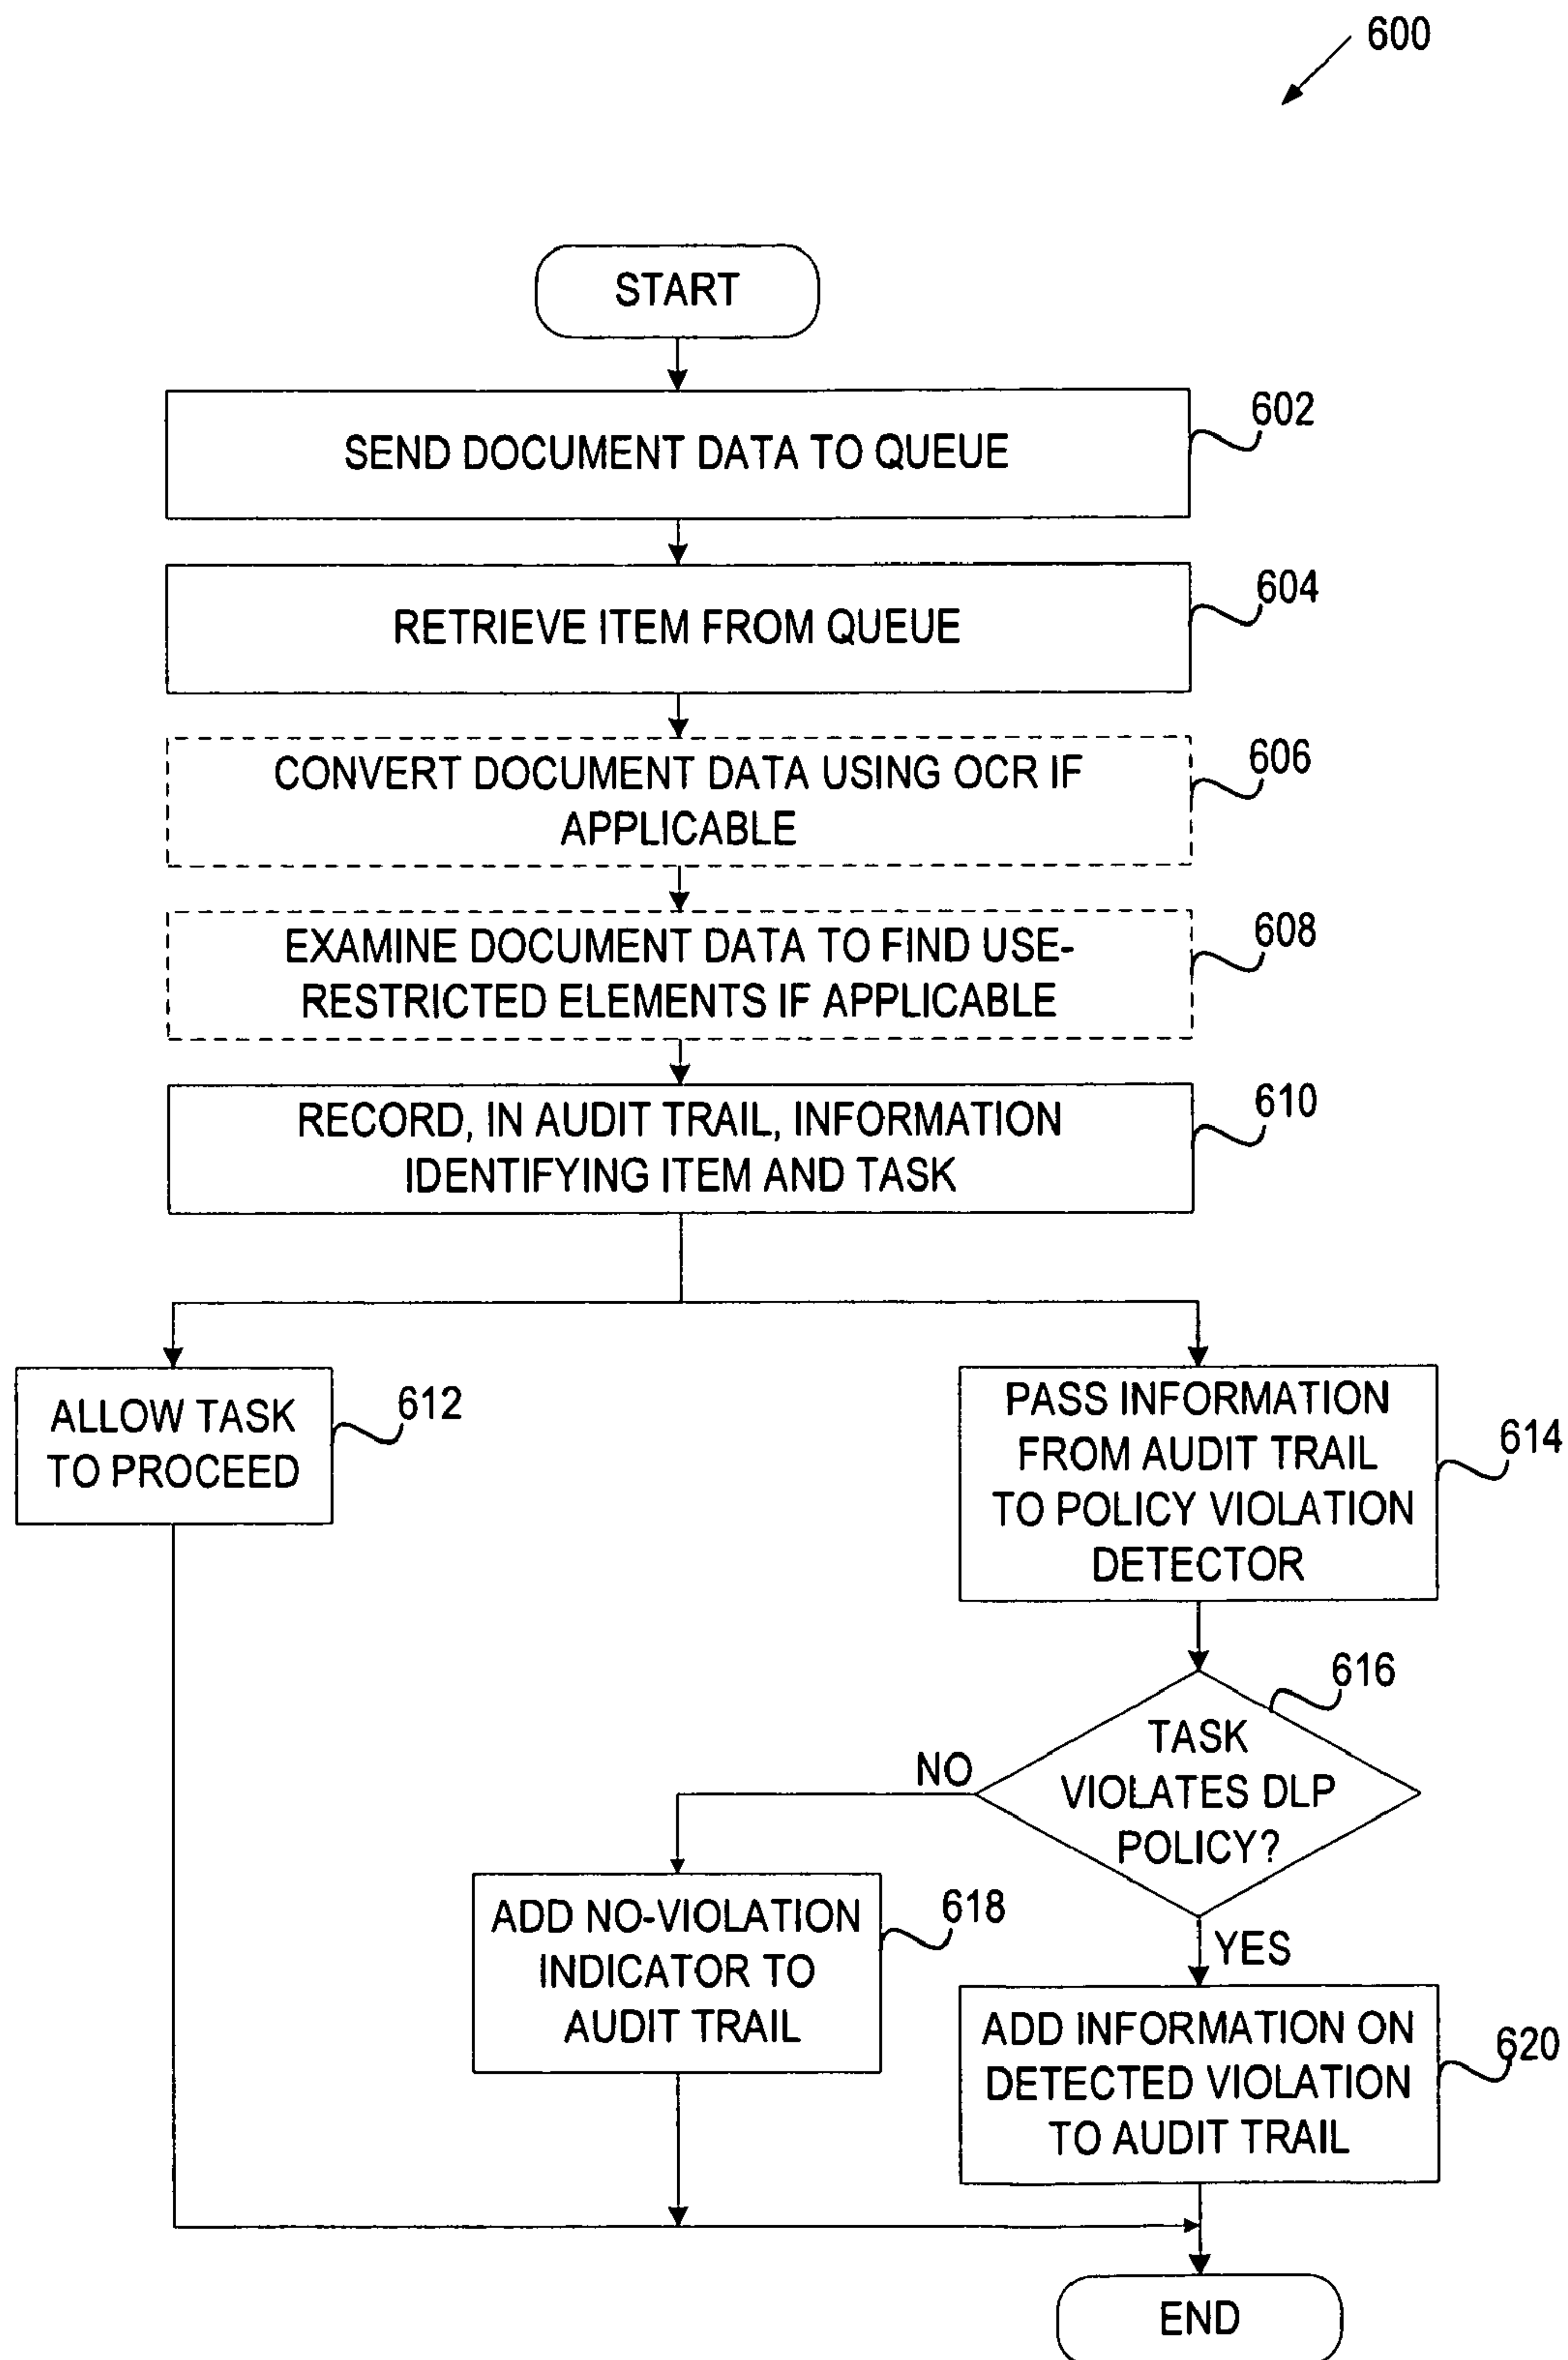 600
START
SEND DOCUMENT DATA TO QUEUE
602
RETRIEVE ITEM FROM QUEUE
604
CONVERT DOCUMENT DATA USING OCR IF
APPLICABLE
606
EXAMINE DOCUMENT DATA TO FIND USE-
RESTRICTED ELEMENTS IF APPLICABLE
608
RECORD, IN AUDIT TRAIL, INFORMATION
IDENTIFYING ITEM AND TASK
610
ALLOW TASK
TO PROCEED
612
PASS INFORMATION
FROM AUDIT TRAIL
TO POLICY VIOLATION
DETECTOR
614
TASK
VIOLATES DLP
POLICY?
616
NO
YES
ADD NO-VIOLATION
INDICATOR TO
AUDIT TRAIL
618
ADD INFORMATION ON
DETECTED VIOLATION
TO AUDIT TRAIL
620
END